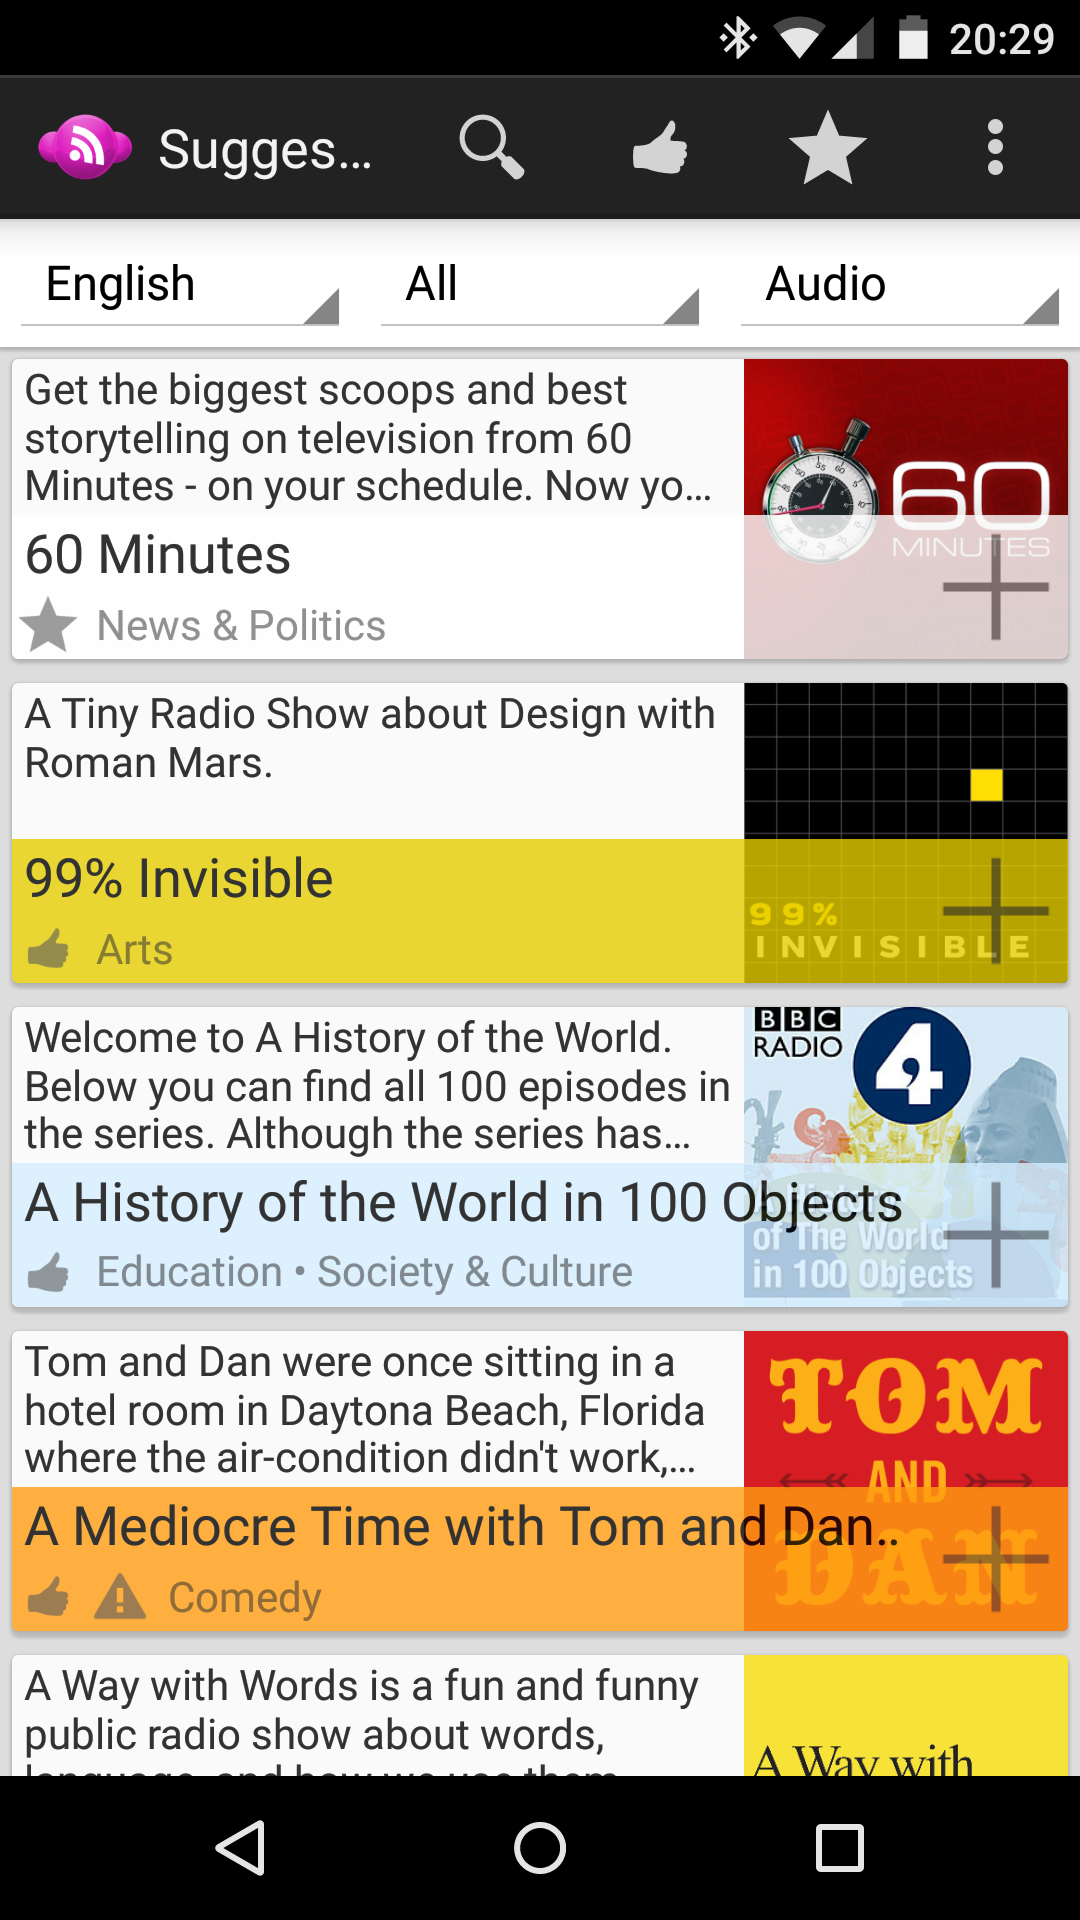 20:29
Sugges...
English
All
Audio
Get the biggest scoops and best
storytelling on television from 60
Minutes - on your schedule. Now yo...
60
MINUTES
60 Minutes
News & Politics
A Tiny Radio Show about Design with
Roman Mars.
99% Invisible
Arts
99%
INVISIBLE
Welcome to A History of the World.
Below you can find all 100 episodes in
the series. Although the series has...
BBC
RADIO
4
A History of the World in 100 Objects
of The World
in 100 Objects
Education • Society & Culture
Tom and Dan were once sitting in a
hotel room in Daytona Beach, Florida
where the air-condition didn't work,...
TOM
AND
DAN
A Mediocre Time with Tom and Dan..
Comedy
A Way with Words is a fun and funny
public radio show about words,
language, and how we use them
A Way with